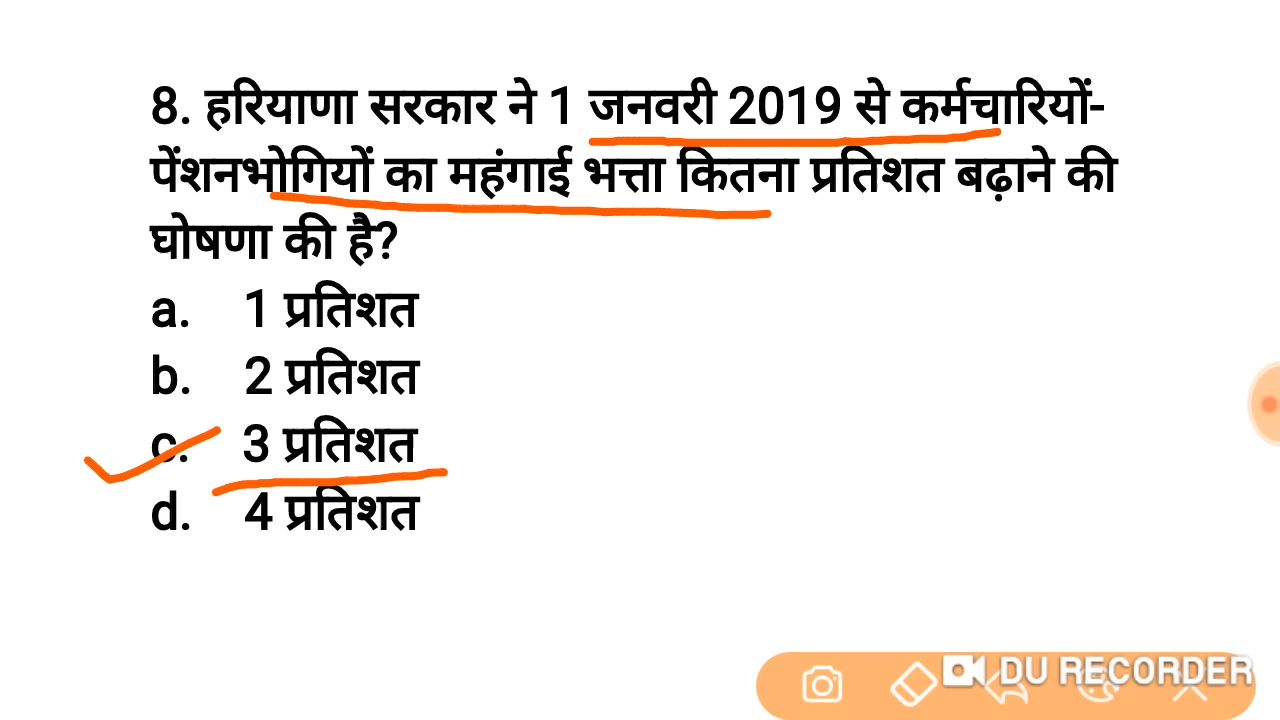 8. हरियाणा सरकार ने 1 जनवरी 2019 से कर्मचारियों-
पेंशनभोगियों का महंगाई भत्ता कितना प्रतिशत बढ़ाने की
घोषणा की है?
a. 1 प्रतिशत
b. 2 प्रतिशत
c. 3 प्रतिशत
d. 4 प्रतिशत
DU RECORDER